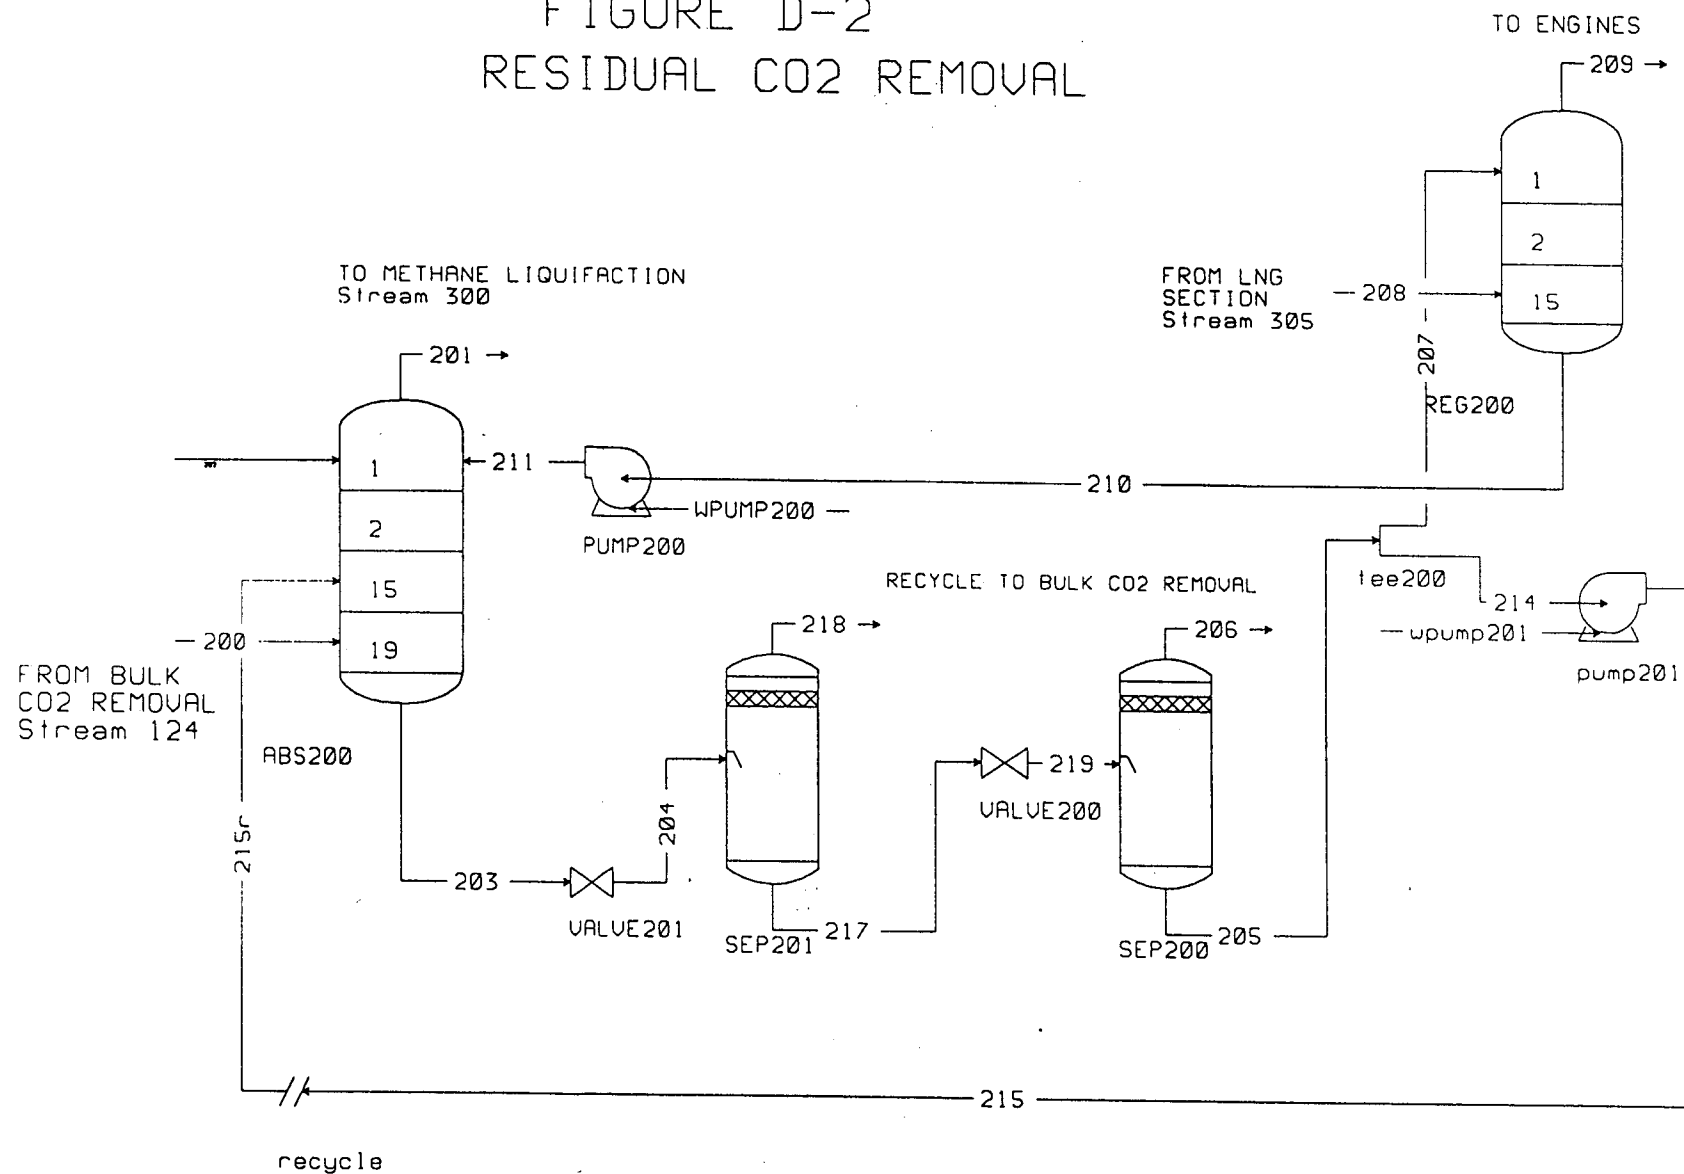 FIGURE D-2
RESIDUAL CO2 REMOVAL
TO ENGINES
209
1
2
15
FROM LNG
SECTION
Stream 305
208
207
REG200
TO METHANE LIQUIFACTION
Stream 300
201
1
2
15
19
211
210
WPUMP200
PUMP200
tee200
214
wpump201
pump201
RECYCLE TO BULK CO2 REMOVAL
218
206
200
FROM BULK
CO2 REMOVAL
Stream 124
ABS200
215r
203
VALVE201
204
SEP201
217
VALVE200
219
SEP200
205
215
recycle